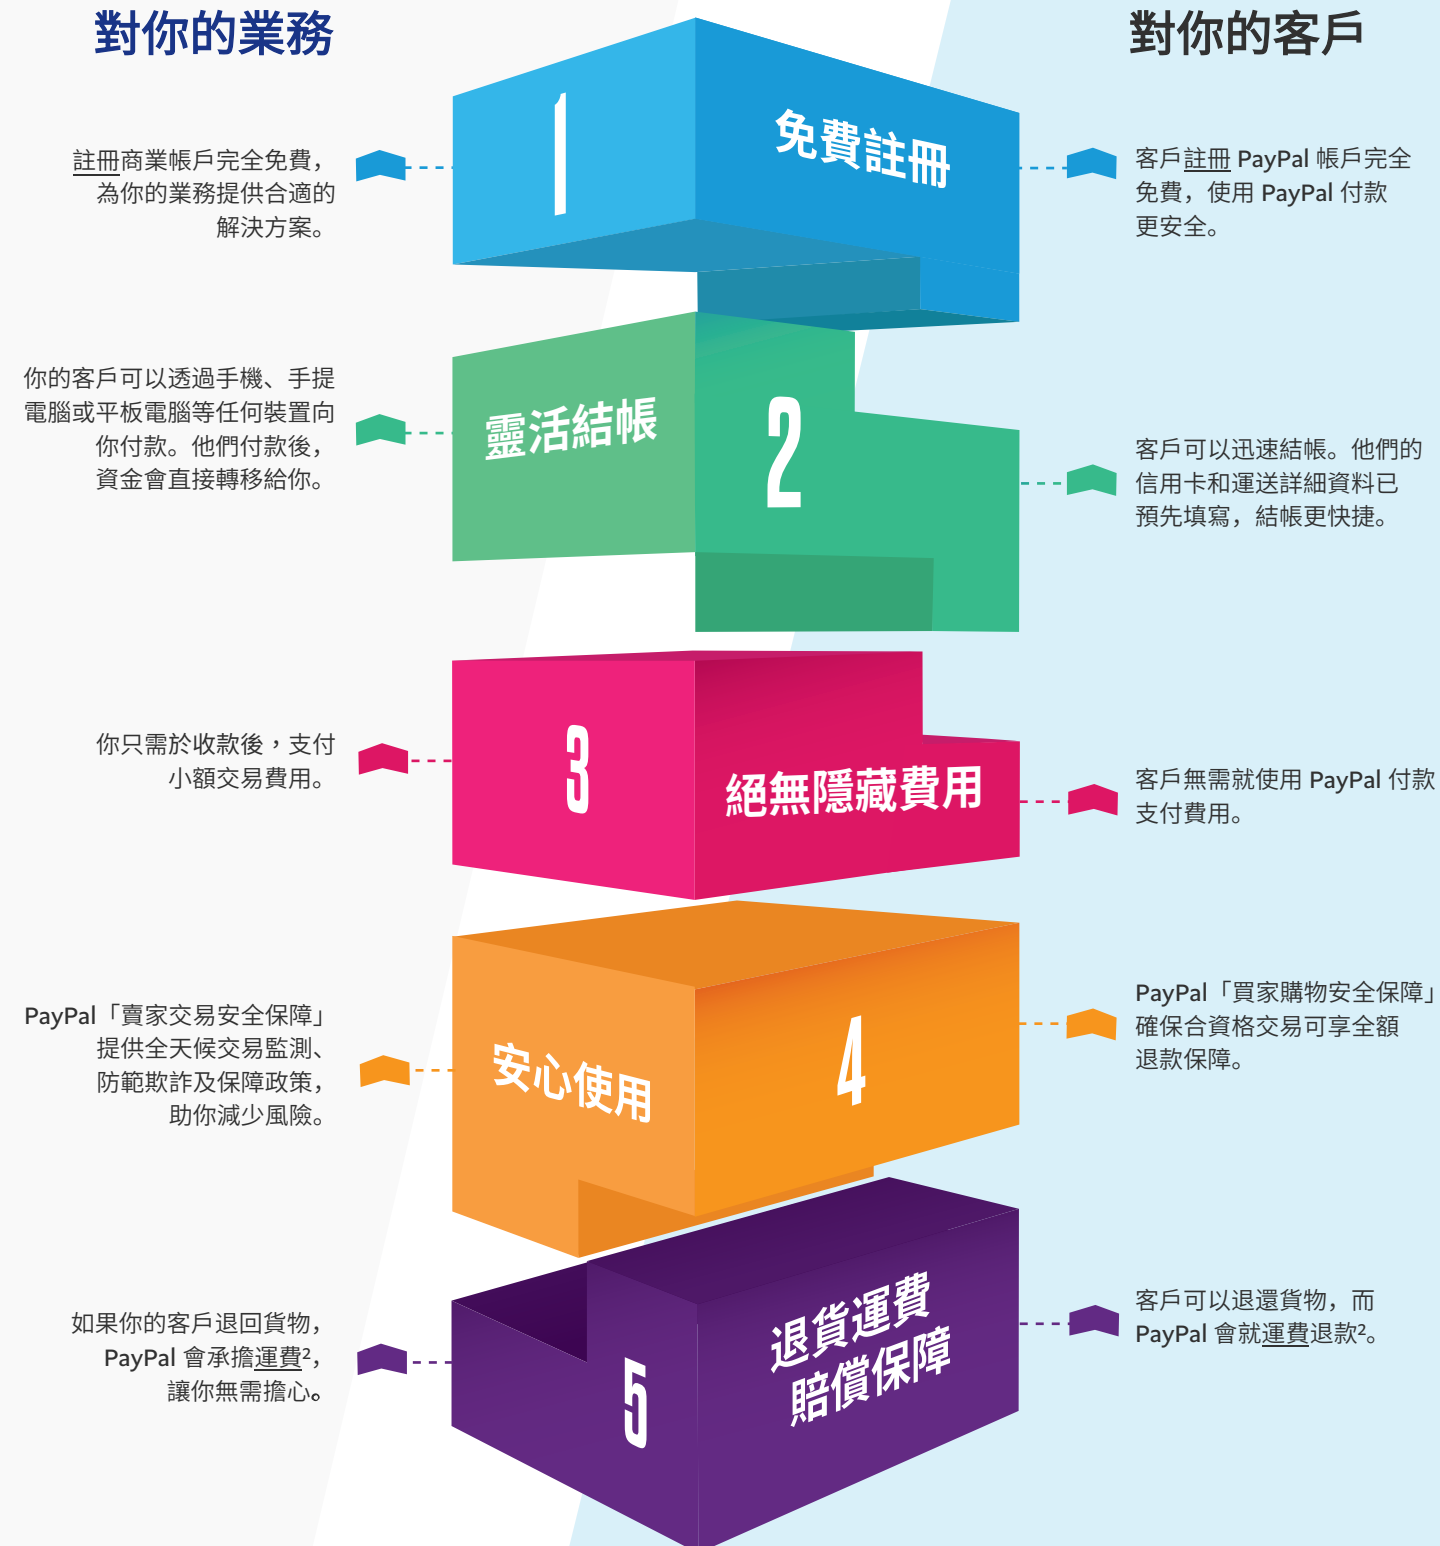 對你的業務
對你的客戶
1
免費註冊
註冊商業帳戶完全免費，
為你的業務提供合適的
解決方案。
客戶註冊 PayPal 帳戶完全
免費，使用 PayPal 付款
更安全。
靈活結帳
2
你的客戶可以透過手機、手提
電腦或平板電腦等任何裝置向
你付款。他們付款後，
資金會直接轉移給你。
客戶可以迅速結帳。他們的
信用卡和運送詳細資料已
預先填寫，結帳更快捷。
3
絕無隱藏費用
你只需於收款後，支付
小額交易費用。
客戶無需就使用 PayPal 付款
支付費用。
安心使用
4
PayPal「賣家交易安全保障」
提供全天候交易監測、
防範欺詐及保障政策，
助你減少風險。
PayPal「買家購物安全保障」
確保合資格交易可享全額
退款保障。
5
退貨運費
賠償保障
如果你的客戶退回貨物，
PayPal 會承擔運費²，
讓你無需擔心。
客戶可以退還貨物，而
PayPal 會就運費退款²。